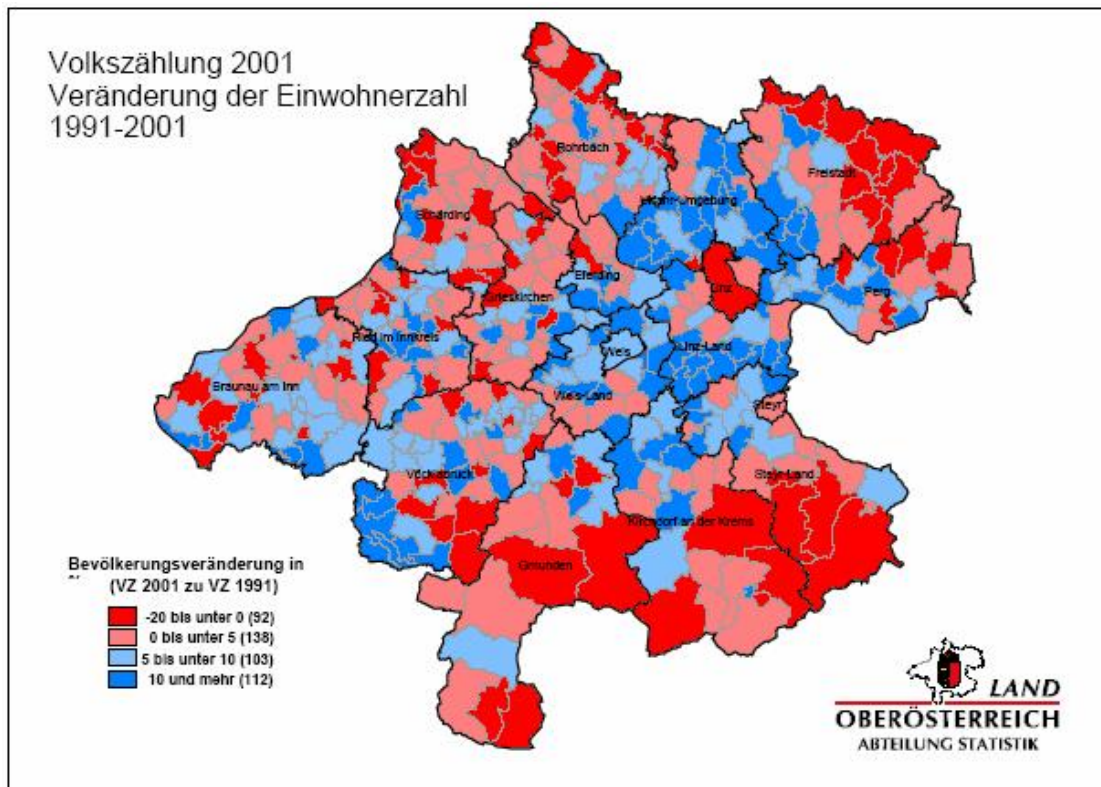 Volkszählung 2001
Veränderung der Einwohnerzahl
1991-2001
Rohrbach
Freistadt
Urfahr-Umgebung
Schärding
Eferding
Linz
Perg
Grieskirchen
Ried im Innkreis
Wels
Linz-Land
Braunau am Inn
Wels-Land
Steyr
Vöcklabruck
Steyr-Land
Kirchdorf an der Krems
Gmunden
Bevölkerungsveränderung in
(VZ 2001 zu VZ 1991)
-20 bis unter 0 (92)
0 bis unter 5 (138)
5 bis unter 10 (103)
10 und mehr (112)
LAND
OBERÖSTERREICH
ABTEILUNG STATISTIK